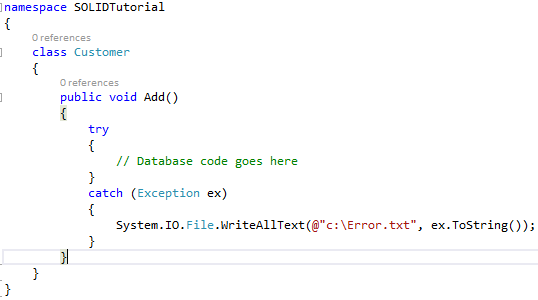 namespace SOLIDTutorial
{
0 references
class Customer
{
0 references
public void Add()
{
try
{
// Database code goes here
}
catch (Exception ex)
{
System.IO.File.WriteAllText(@"c:\Error.txt", ex.ToString());
}
}
}
}